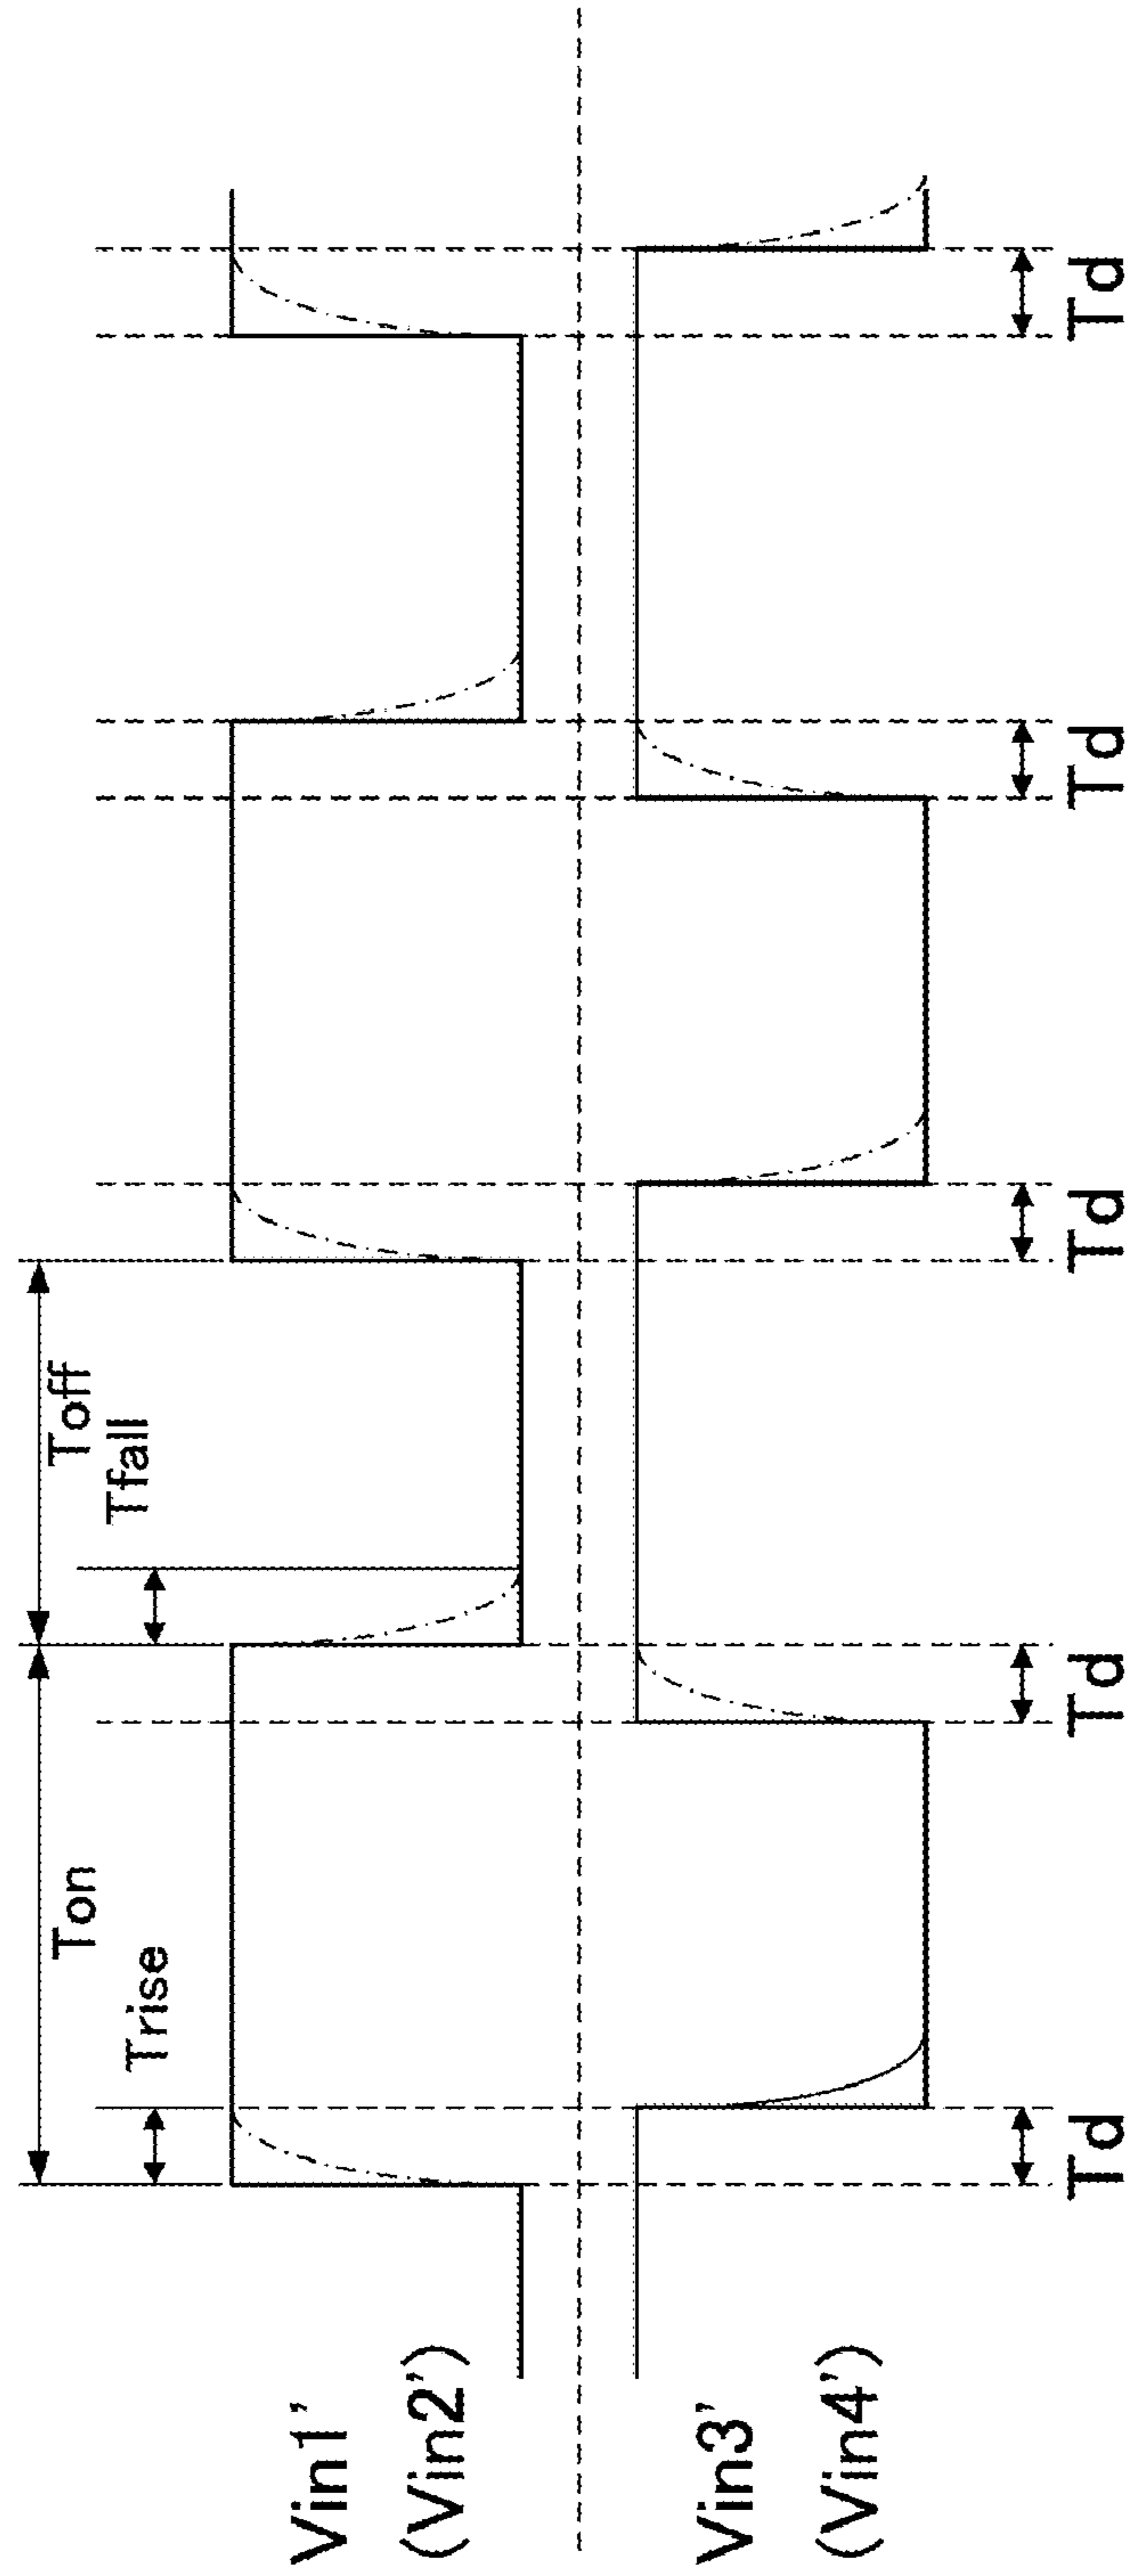 Ton
Toff
Trise
Tfall
Vin1’
(Vin2’)
Vin3’
(Vin4’)
Td
Td
Td
Td
Td